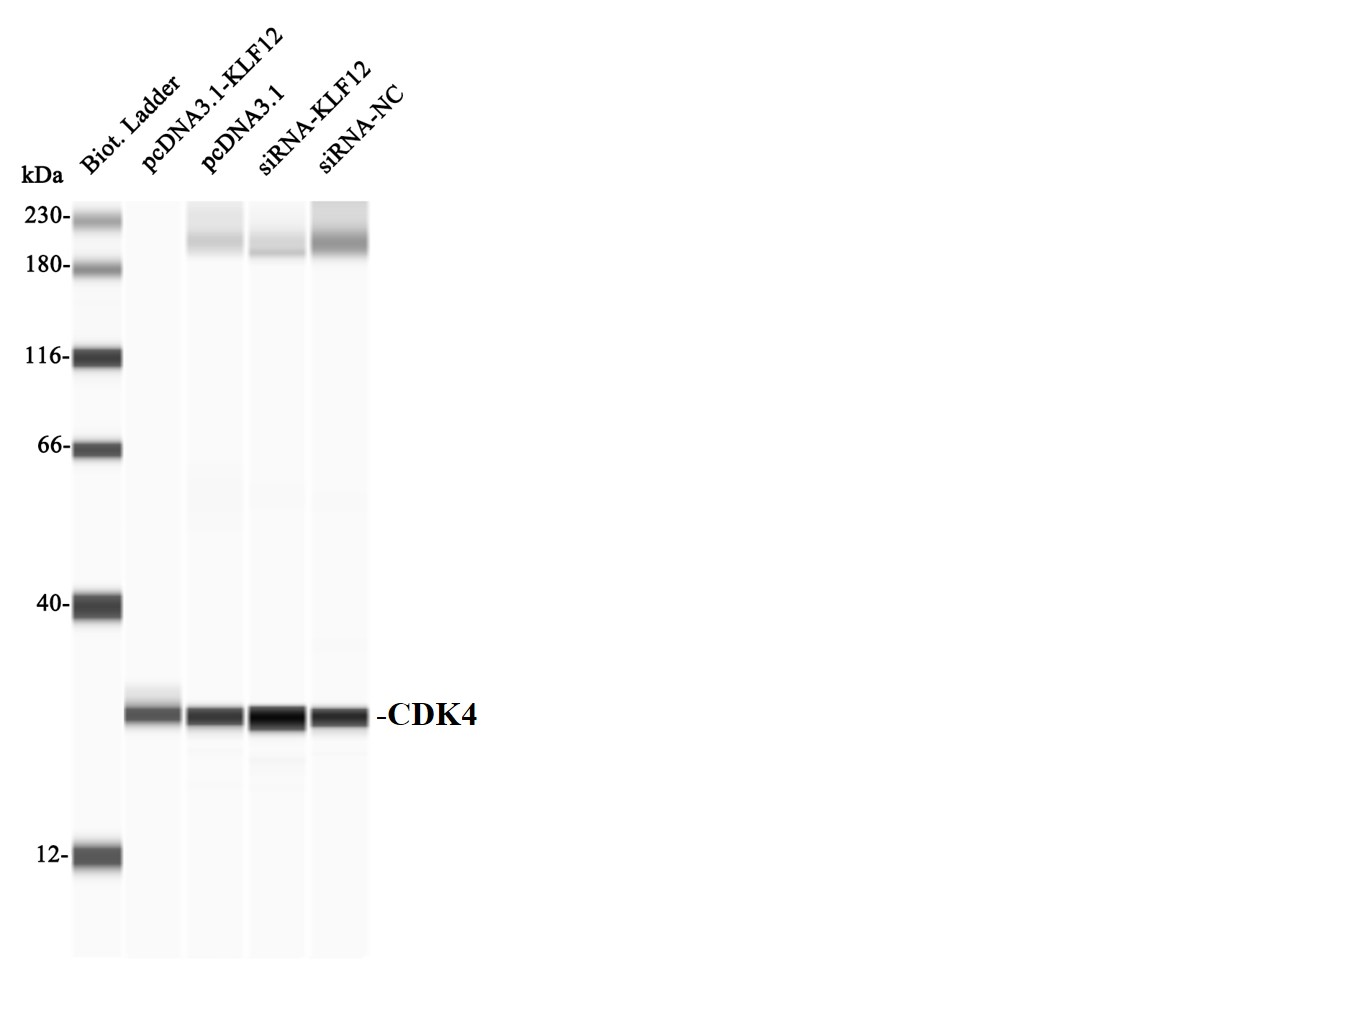 Biot. Ladder
pcDNA3.1-KLF12
pcDNA3.1
siRNA-KLF12
siRNA-NC
kDa
230-
180-
116-
66-
40-
-CDK4
12-